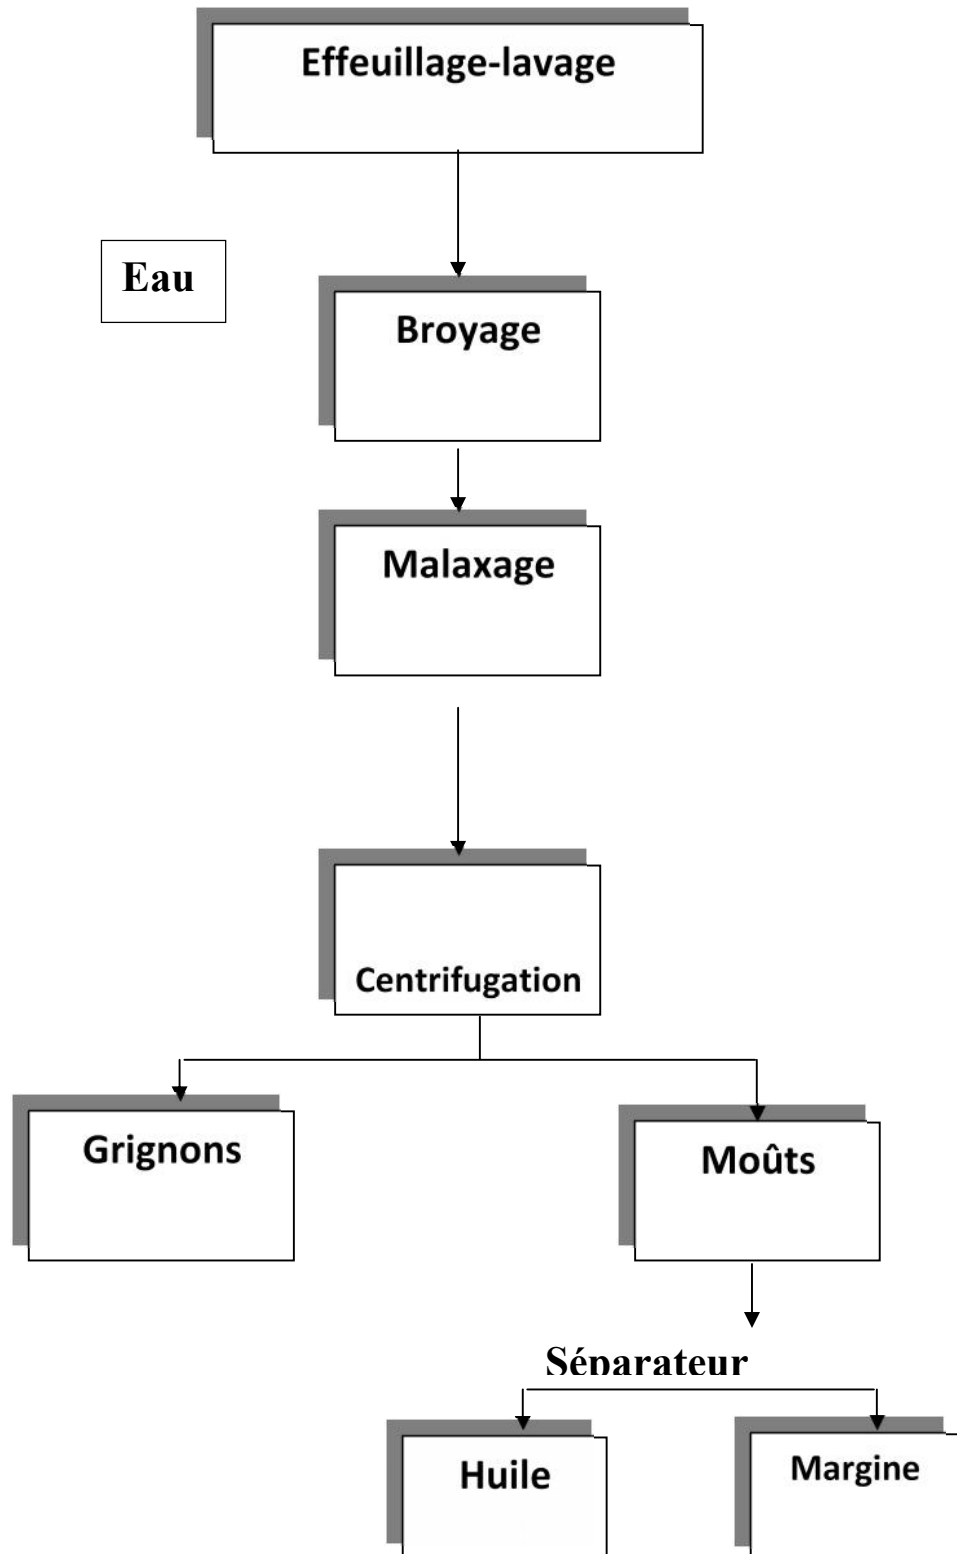 Effeuillage-lavage
Eau
Broyage
Malaxage
Centrifugation
Grignons
Moûts
Séparateur
Huile
Margine